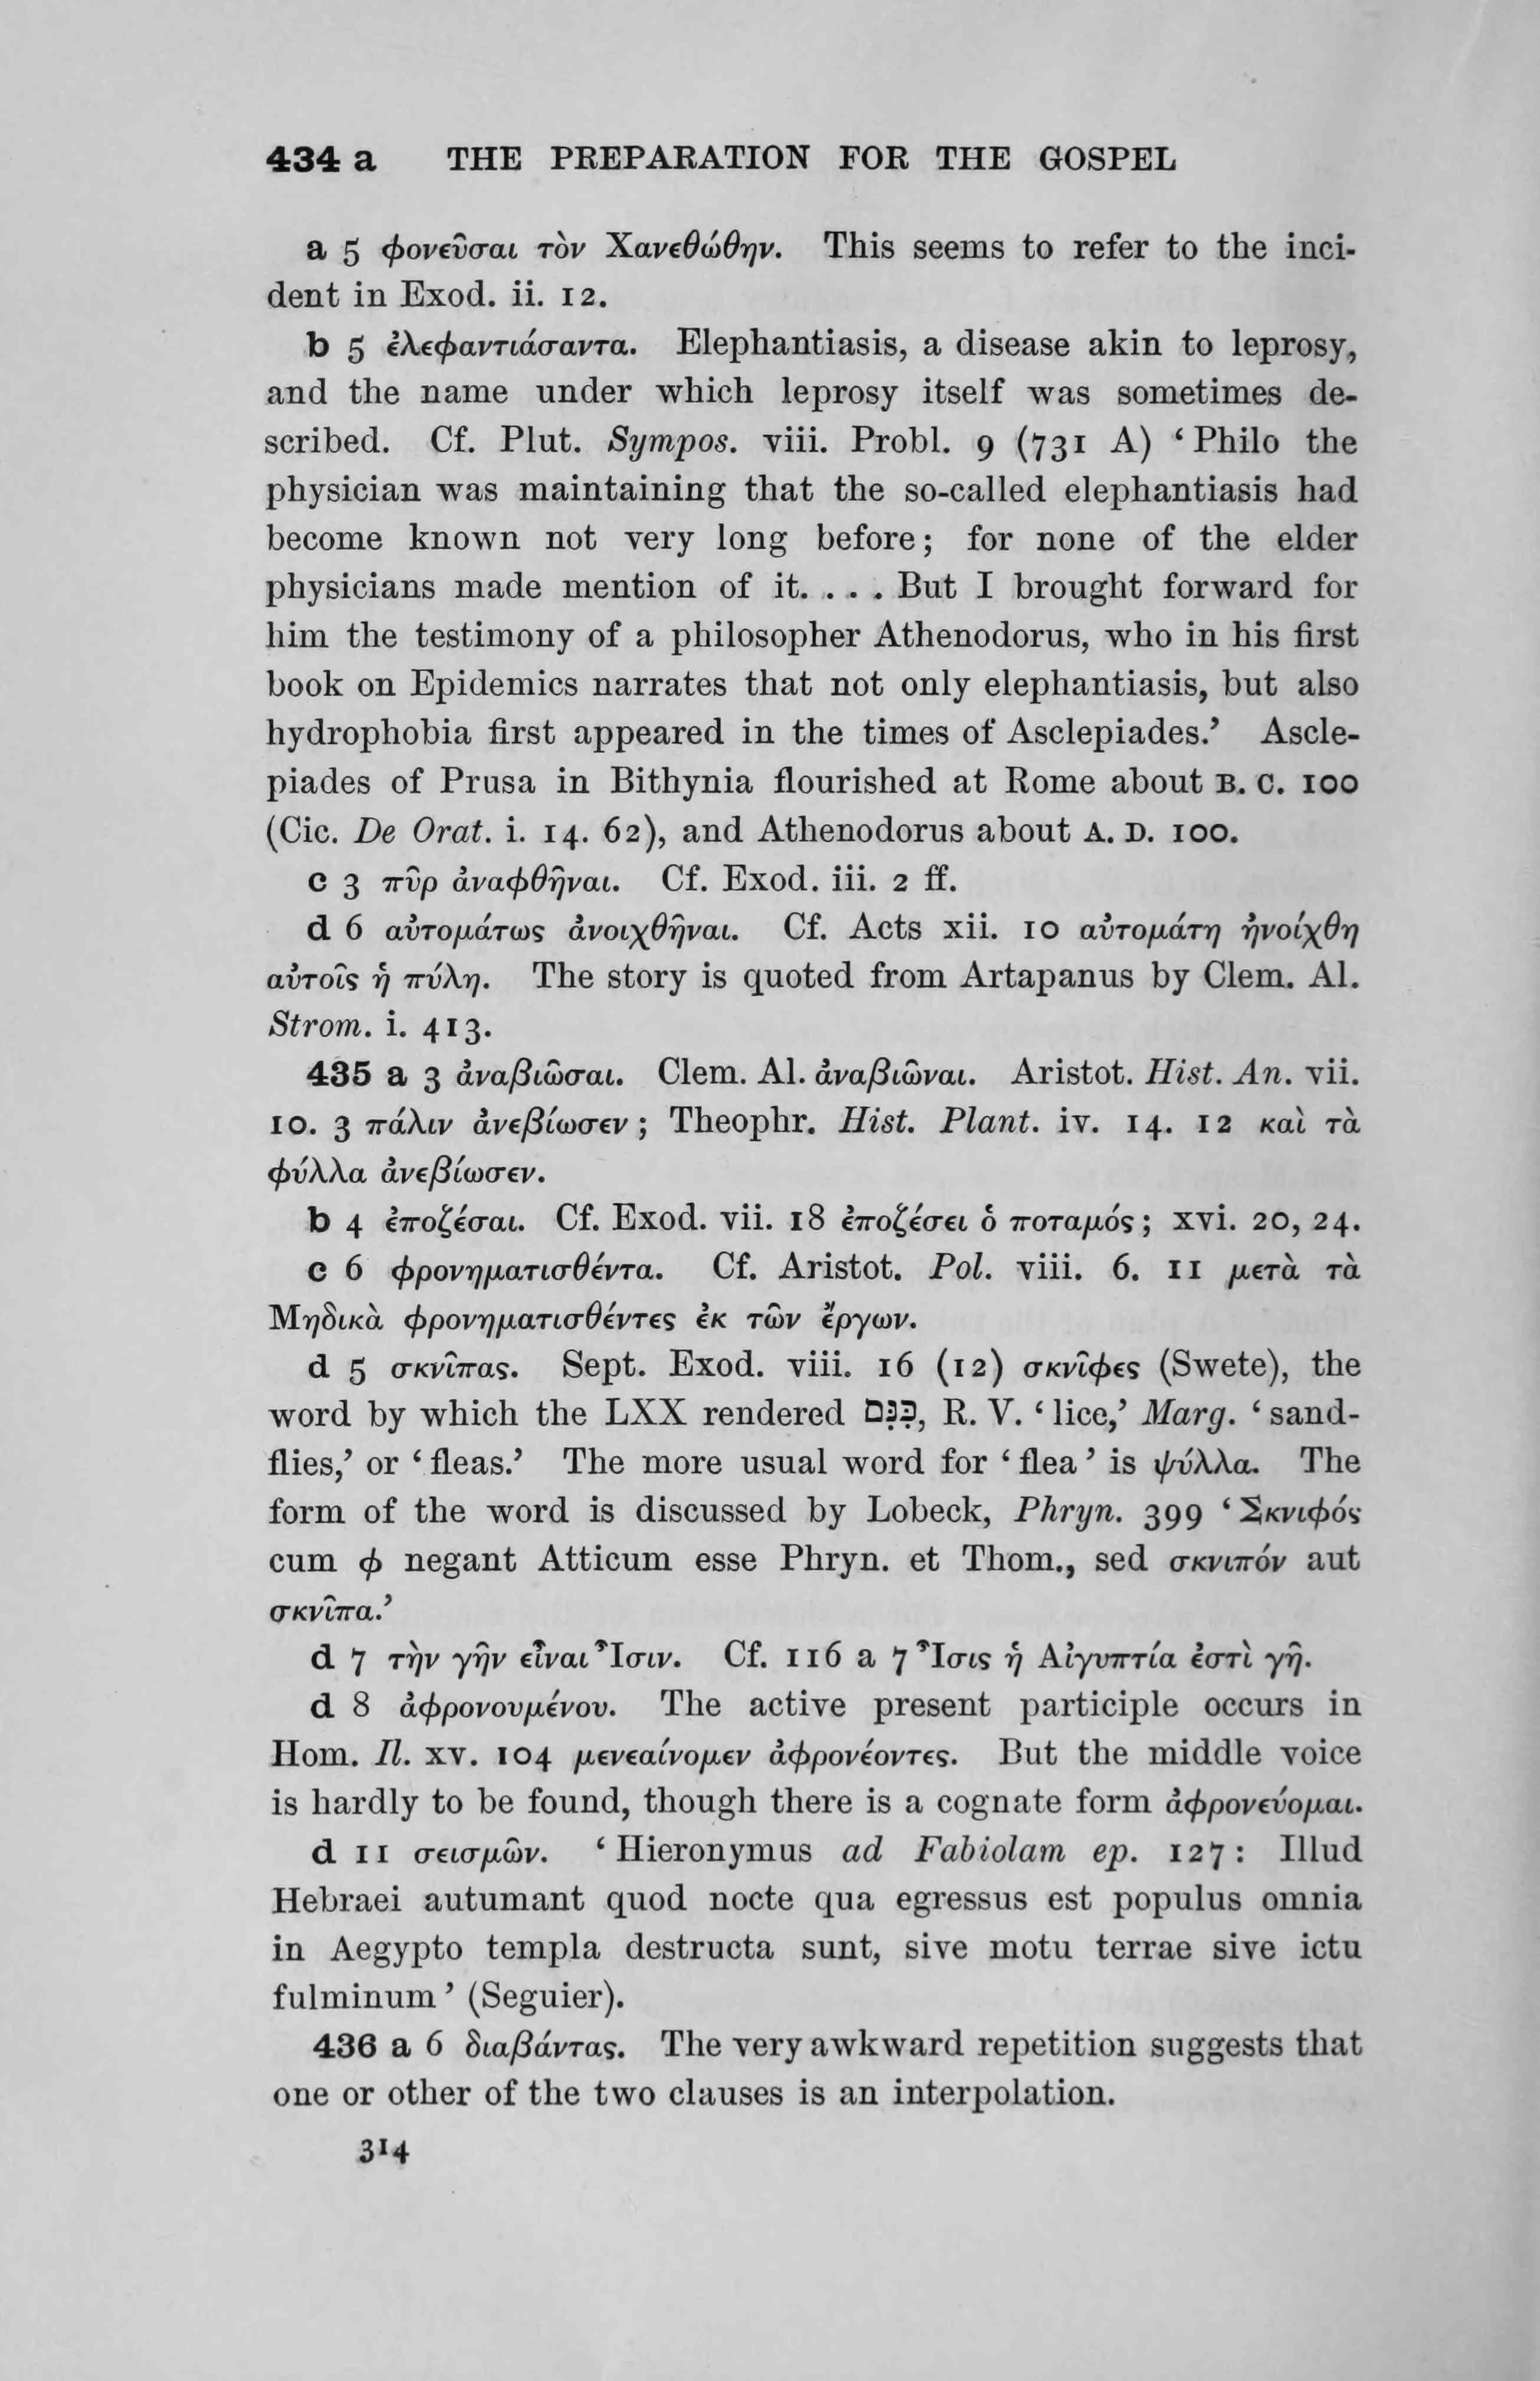 434 a THE PREPARATION FOR THE GOSPEL
a 5 φονεῦσαι τὸν Χανεθώθην. This seems to refer to the inci-
dent in Exod. ii. 12.
b 5 ἐλεφαντιάσαντα. Elephantiasis, a disease akin to leprosy,
and the name under which leprosy itself was sometimes de-
scribed. Cf. Plut. Sympos. viii. Probl. 9 (731 A) ‘Philo the
physician was maintaining that the so-called elephantiasis had
become known not very long before; for none of the elder
physicians made mention of it. . . . But I brought forward for
him the testimony of a philosopher Athenodorus, who in his first
book on Epidemics narrates that not only elephantiasis, but also
hydrophobia first appeared in the times of Asclepiades.’ Ascle-
piades of Prusa in Bithynia flourished at Rome about B. C. 100
(Cic. De Orat. i. 14. 62), and Athenodorus about A. D. 100.
c 3 πῦρ ἀναφθῆναι. Cf. Exod. iii. 2 ff.
d 6 αὐτομάτως ἀνοιχθῆναι. Cf. Acts xii. 10 αὐτομάτη ἠνοίχθη
αὐτοῖς ἡ πύλη. The story is quoted from Artapanus by Clem. Al.
Strom. i. 413.
435 a 3 ἀναβιῶσαι. Clem. Al. ἀναβιῶναι. Aristot. Hist. An. vii.
10. 3 πάλιν ἀνεβίωσεν; Theophr. Hist. Plant. iv. 14. 12 καὶ τὰ
φύλλα ἀνεβίωσεν.
b 4 ἐποζέσαι. Cf. Exod. vii. 18 ἐποζέσει ὁ ποταμός; xvi. 20, 24.
c 6 φρονηματισθέντα. Cf. Aristot. Pol. viii. 6. 11 μετὰ τὰ
Μηδικὰ φρονηματισθέντες ἐκ τῶν ἔργων.
d 5 σκνῖπας. Sept. Exod. viii. 16 (12) σκνῖφες (Swete), the
word by which the LXX rendered כִּנִּם, R. V. ‘lice,’ Marg. ‘sand-
flies,’ or ‘fleas.’ The more usual word for ‘flea’ is ψύλλα. The
form of the word is discussed by Lobeck, Phryn. 399 ‘Σκνιφός
cum φ negant Atticum esse Phryn. et Thom., sed σκνιπόν aut
σκνῖπα.’
d 7 τὴν γῆν εἶναι Ἶσιν. Cf. 116 a 7 Ἶσις ἡ Αἰγυπτία ἐστὶ γῆ.
d 8 ἀφρονουμένου. The active present participle occurs in
Hom. Il. xv. 104 μενεαίνομεν ἀφρονέοντες. But the middle voice
is hardly to be found, though there is a cognate form ἀφρονεύομαι.
d 11 σεισμῶν. ‘Hieronymus ad Fabiolam ep. 127: Illud
Hebraei autumant quod nocte qua egressus est populus omnia
in Aegypto templa destructa sunt, sive motu terrae sive ictu
fulminum’ (Seguier).
436 a 6 διαβάντας. The very awkward repetition suggests that
one or other of the two clauses is an interpolation.
314